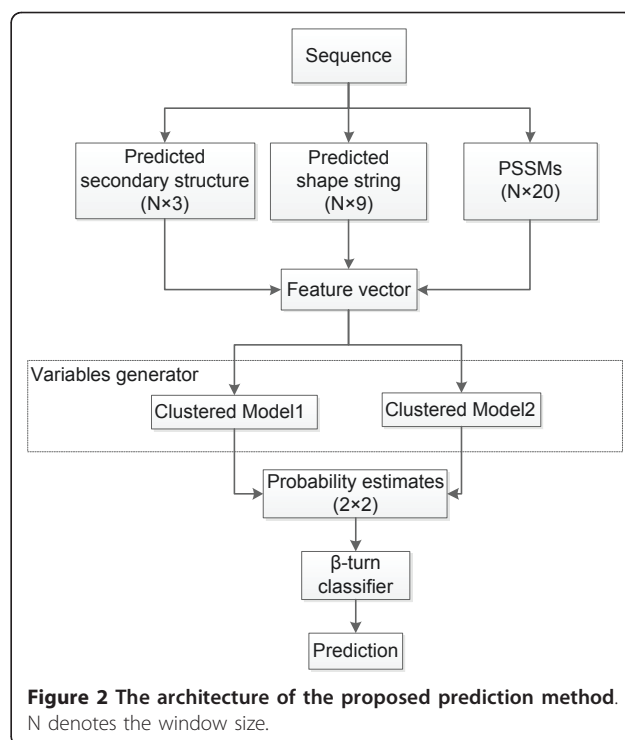 Sequence
Predicted
secondary structure
(N×3)
Predicted
shape string
(N×9)
PSSMs
(N×20)
Feature vector
Variables generator
Clustered Model1
Clustered Model2
Probability estimates
(2×2)
β-turn
classifier
Prediction
Figure 2 The architecture of the proposed prediction method.
N denotes the window size.